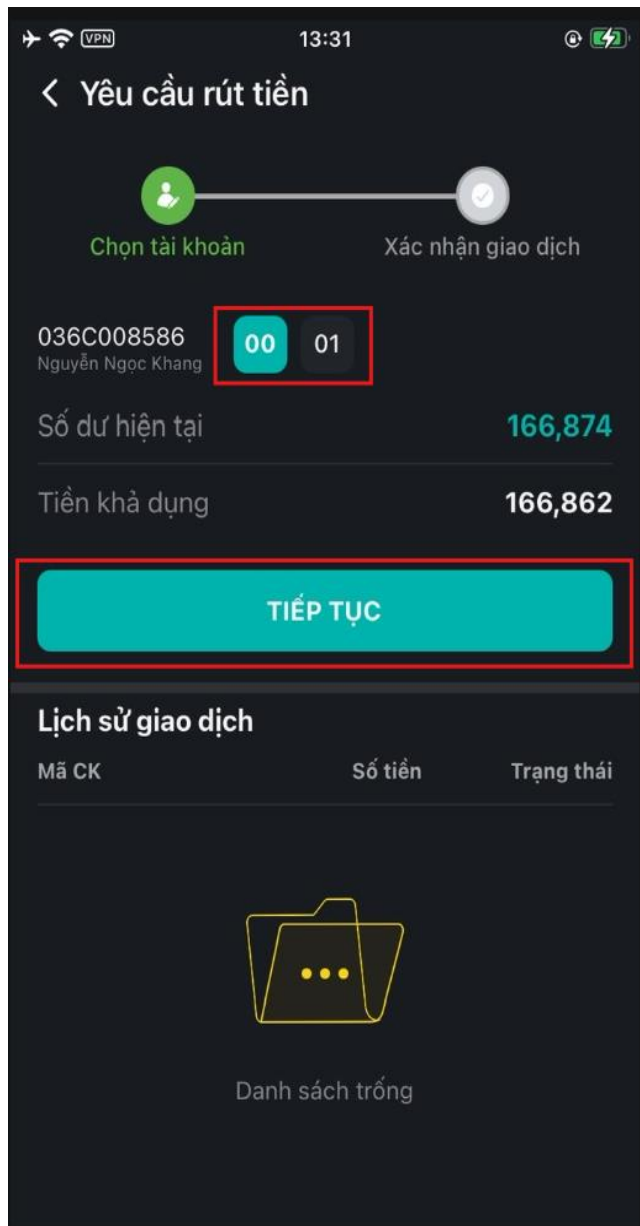 VPN 13:31
Yêu cầu rút tiền
Chọn tài khoản Xác nhận giao dịch
036C008586 00 01
Nguyễn Ngọc Khang
Số dư hiện tại 166,874
Tiền khả dụng 166,862
TIẾP TỤC
Lịch sử giao dịch
Mã CK Số tiền Trạng thái
Danh sách trống